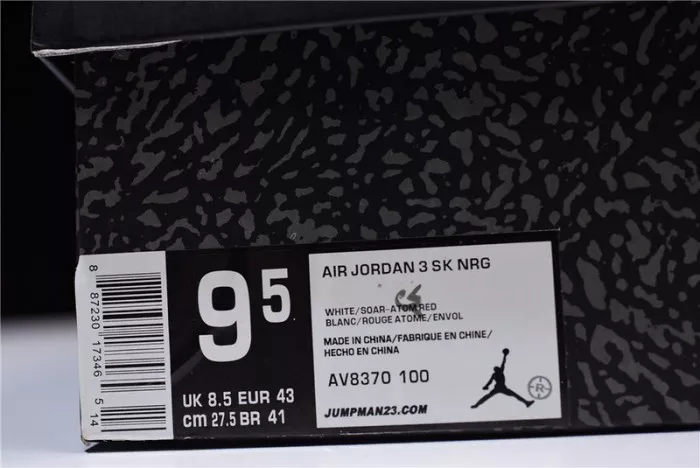 8 87230 17346 5 14
9.5
UK 8.5 EUR 43
cm 27.5 BR 41
AIR JORDAN 3 SK NRG
WHITE/SOAR-ATOM RED
BLANC/ROUGE ATOME/ENVOL
MADE IN CHINA/FABRIQUE EN CHINE/
HECHO EN CHINA
AV8370 100
JUMPMAN23.COM
R